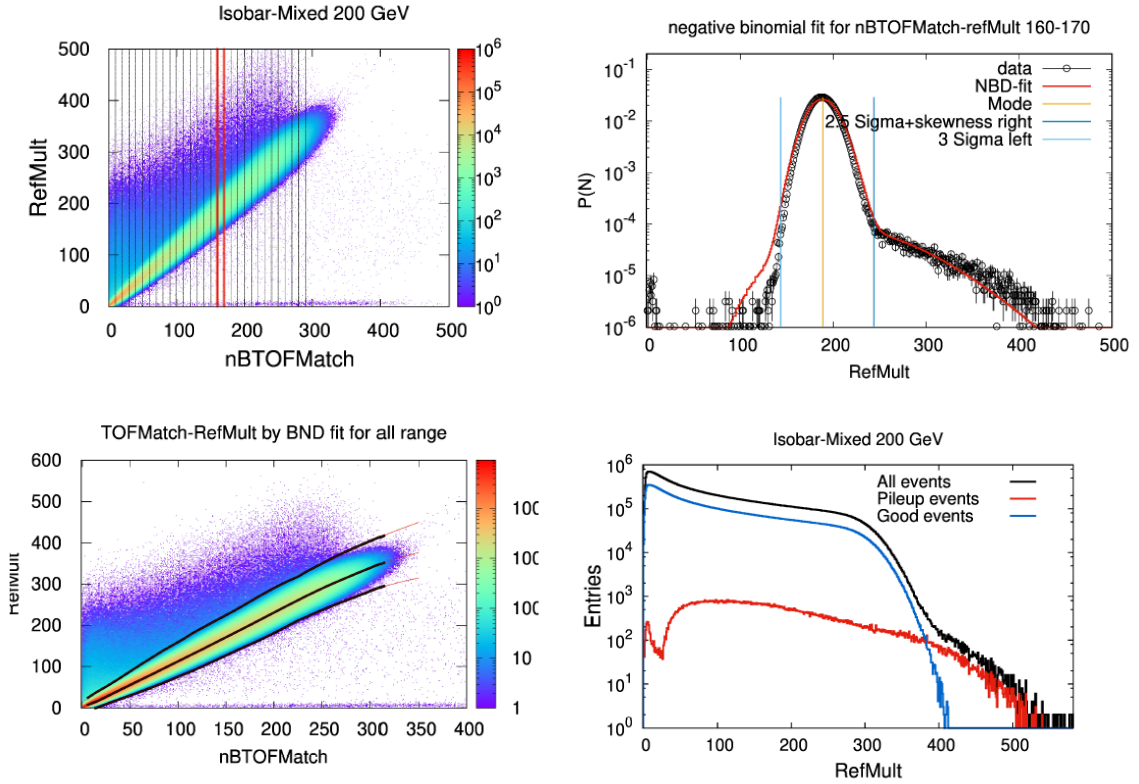 Isobar-Mixed 200 GeV
500
400
300
200
100
0
RefMult
0 100 200 300 400 500
nBTOFMatch
10^6
10^5
10^4
10^3
10^2
10^1
10^0
negative binomial fit for nBTOFMatch-refMult 160-170
data
NBD-fit
Mode
2.5 Sigma+skewness right
3 Sigma left
10^-1
10^-2
10^-3
10^-4
10^-5
10^-6
P(N)
0 100 200 300 400 500
RefMult
TOFMatch-RefMult by BND fit for all range
600
500
400
300
200
100
0
RefMult
0 50 100 150 200 250 300 350 400
nBTOFMatch
100
100
100
10
1
Isobar-Mixed 200 GeV
All events
Pileup events
Good events
10^6
10^5
10^4
10^3
10^2
10^1
10^0
Entries
0 100 200 300 400 500
RefMult